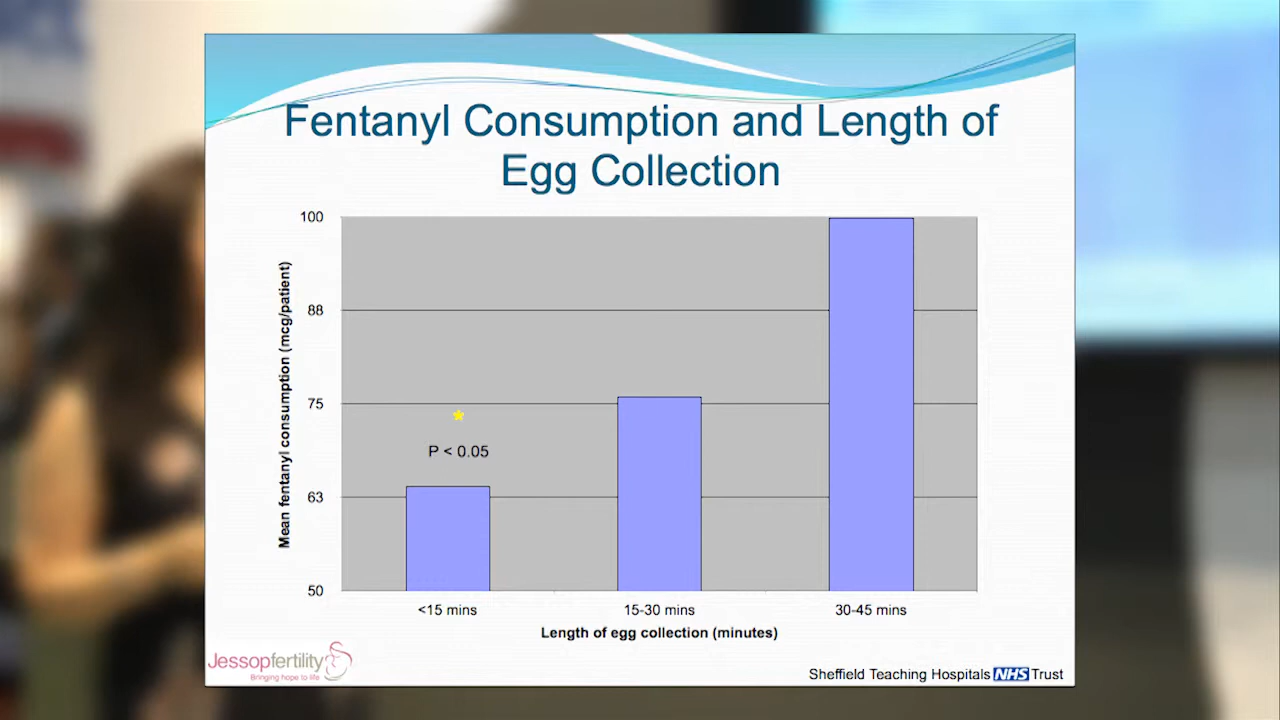 Fentanyl Consumption and Length of
Egg Collection
100
88
75
63
50
Mean fentanyl consumption (mcg/patient)
*
P < 0.05
<15 mins
15-30 mins
30-45 mins
Length of egg collection (minutes)
Jessopfertility
Bringing hope to life
Sheffield Teaching Hospitals NHS Trust